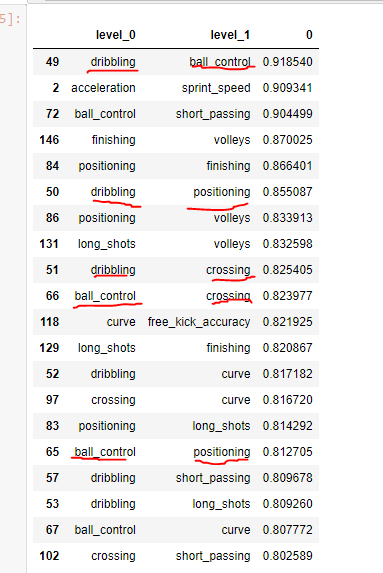 5]:
level_0 level_1 0
49 dribbling ball_control 0.918540
2 acceleration sprint_speed 0.909341
72 ball_control short_passing 0.904499
146 finishing volleys 0.870025
84 positioning finishing 0.866401
50 dribbling positioning 0.855087
86 positioning volleys 0.833913
131 long_shots volleys 0.832598
51 dribbling crossing 0.825405
66 ball_control crossing 0.823977
118 curve free_kick_accuracy 0.821925
129 long_shots finishing 0.820867
52 dribbling curve 0.817182
97 crossing curve 0.816720
83 positioning long_shots 0.814292
65 ball_control positioning 0.812705
57 dribbling short_passing 0.809678
53 dribbling long_shots 0.809260
67 ball_control curve 0.807772
102 crossing short_passing 0.802589